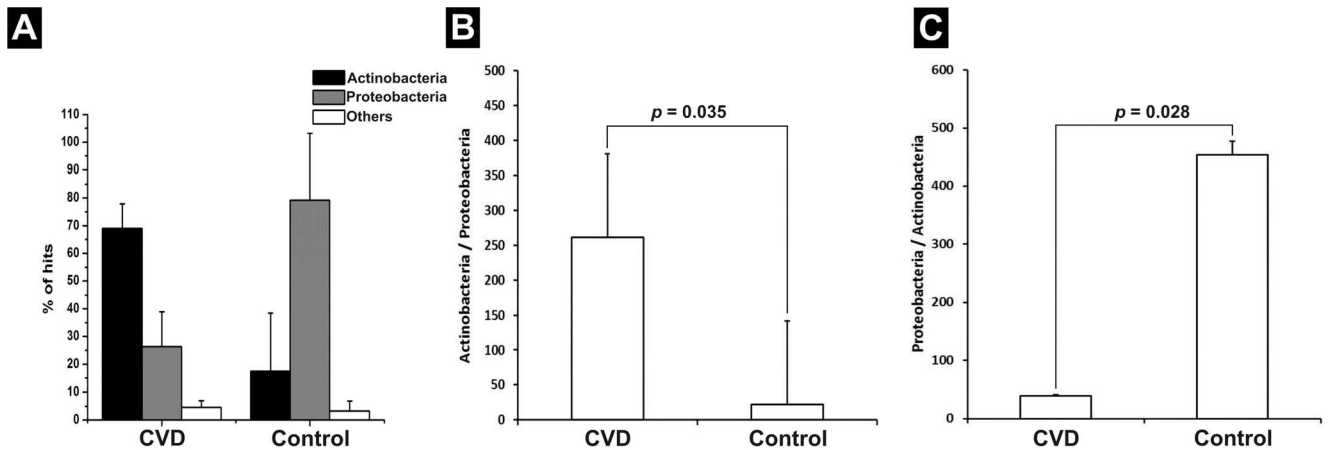 A
Actinobacteria
Proteobacteria
Others
% of hits
110
100
90
80
70
60
50
40
30
20
10
0
CVD
Control
B
Actinobacteria / Proteobacteria
500
450
400
350
300
250
200
150
100
50
0
p = 0.035
CVD
Control
C
Proteobacteria / Actinobacteria
600
500
400
300
200
100
0
p = 0.028
CVD
Control